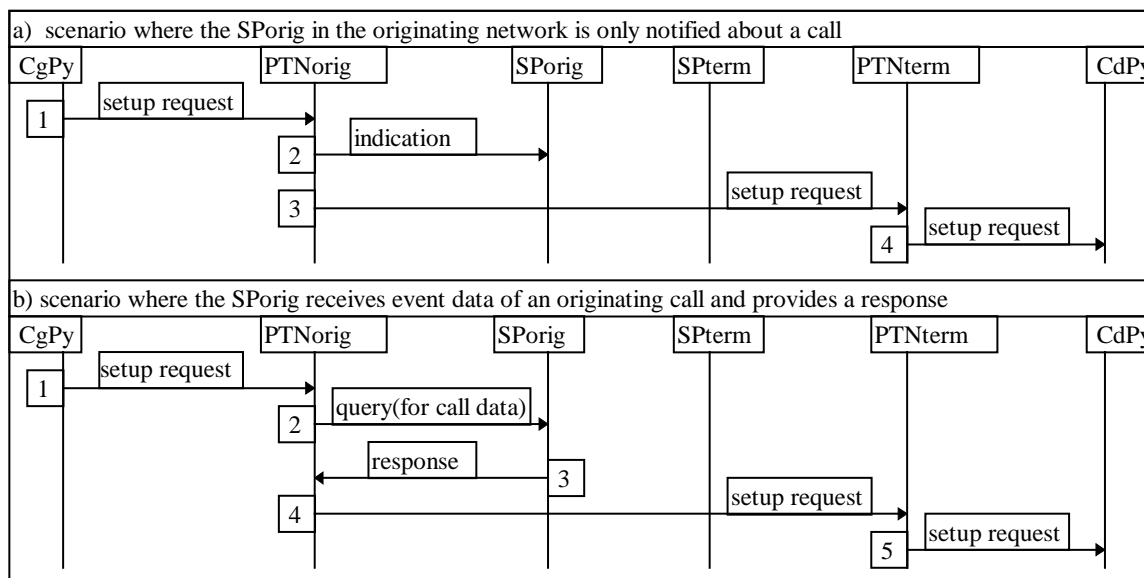 a) scenario where the SPorig in the originating network is only notified about a call
CgPy PTNorig SPorig SPterm PTNterm CdPy
1 setup request
2 indication
3 setup request
4 setup request
b) scenario where the SPorig receives event data of an originating call and provides a response
CgPy PTNorig SPorig SPterm PTNterm CdPy
1 setup request
2 query(for call data)
response 3
4 setup request
5 setup request